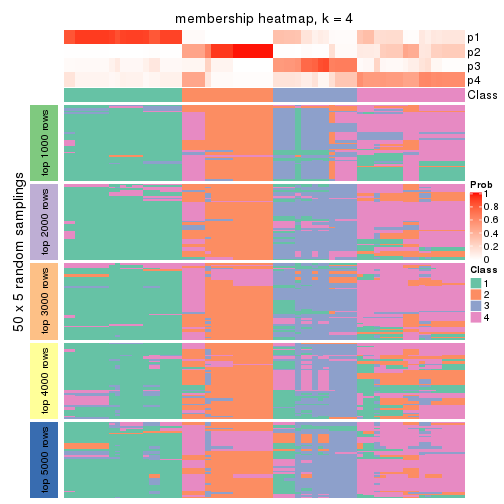 membership heatmap, k = 4
p1
p2
p3
p4
Class
50 x 5 random samplings
top 1000 rows
top 2000 rows
top 3000 rows
top 4000 rows
top 5000 rows
Prob
1
0.8
0.6
0.4
0.2
0
Class
1
2
3
4